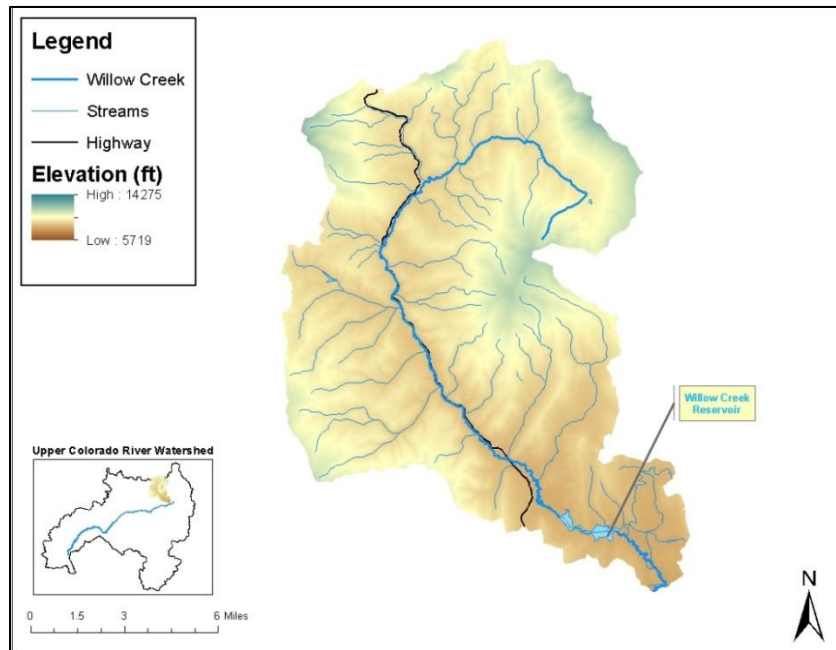 Legend
Willow Creek
Streams
Highway
Elevation (ft)
High : 14275
Low : 5719
Willow Creek
Reservoir
Upper Colorado River Watershed
0 1.5 3 6 Miles
N